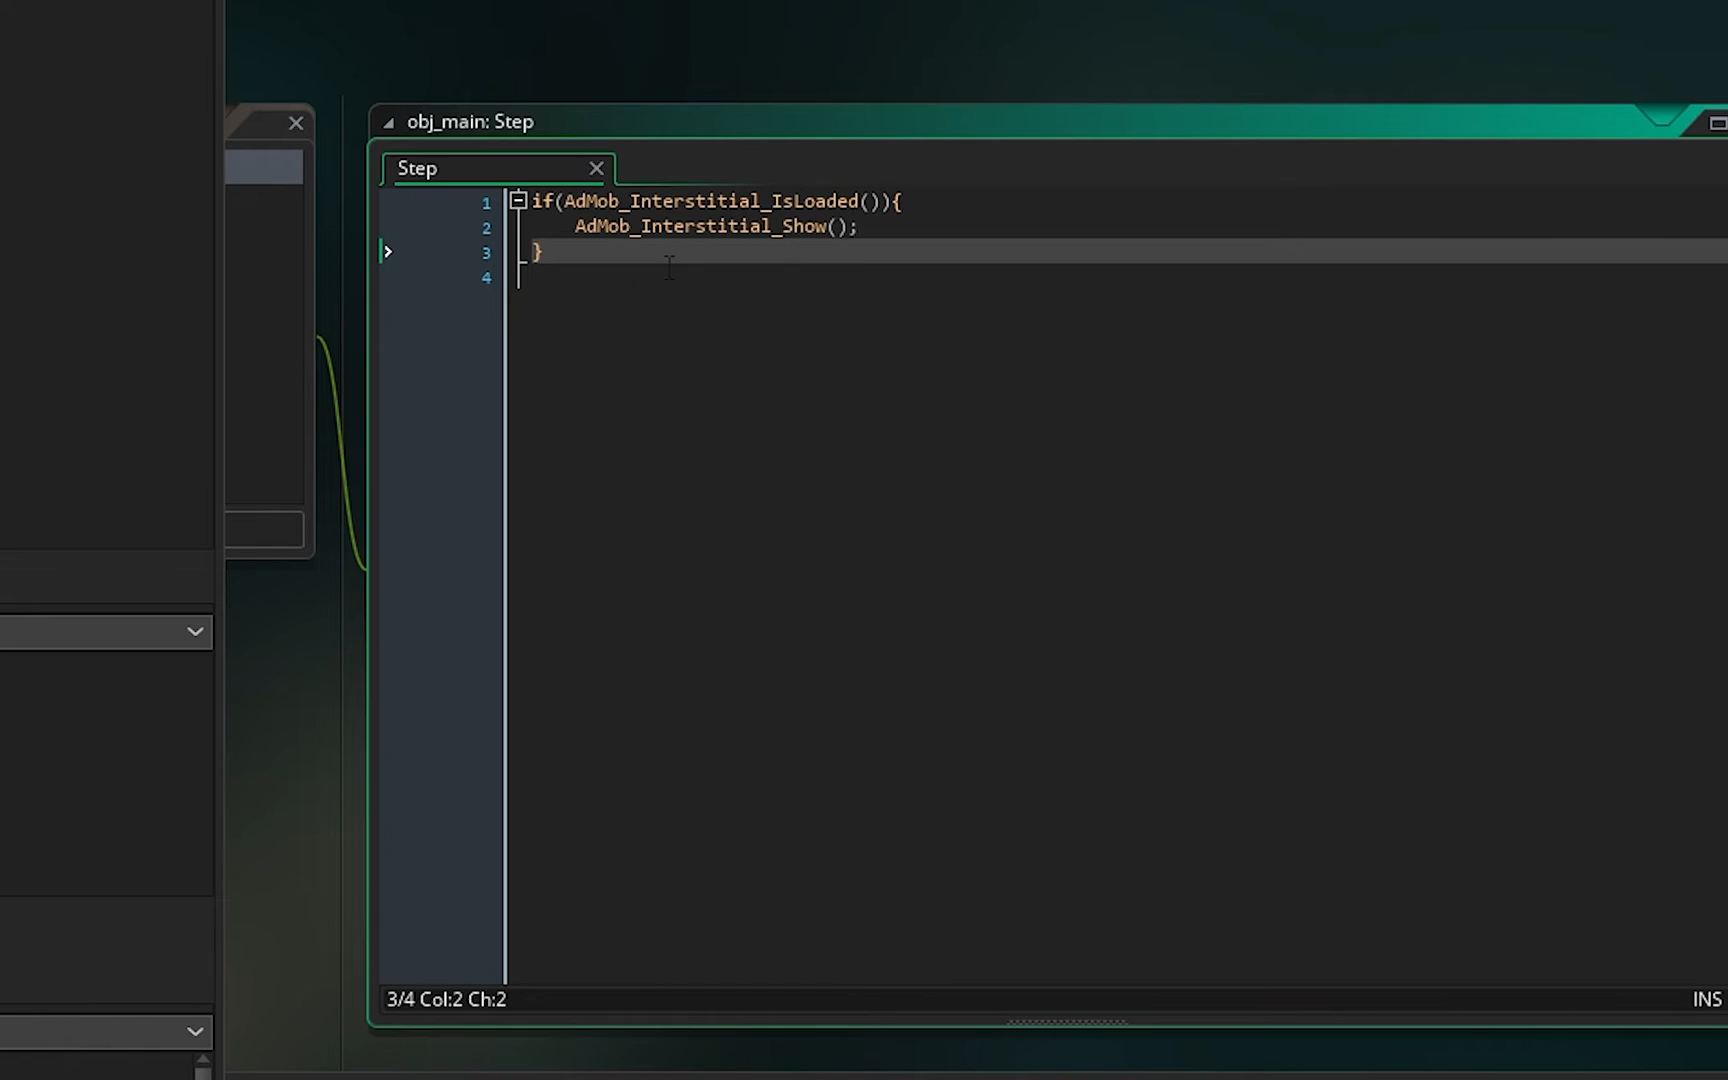 obj_main: Step
Step
1 if(AdMob_Interstitial_IsLoaded()){
2 AdMob_Interstitial_Show();
3 }
4
3/4 Col:2 Ch:2
INS